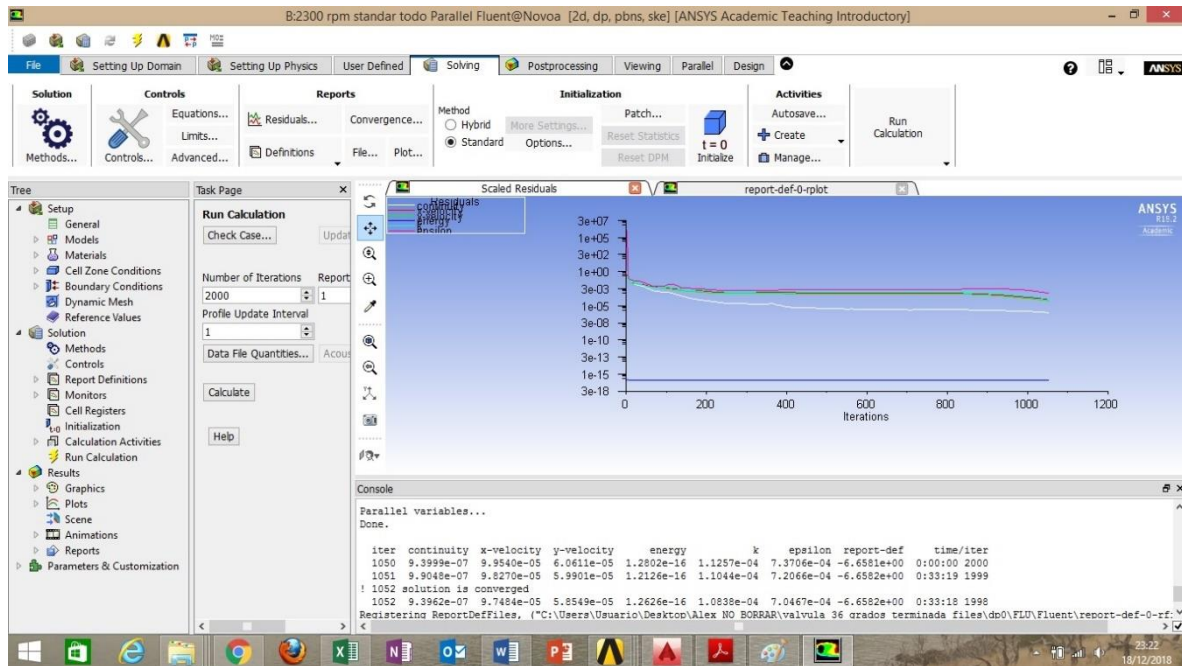 B:2300 rpm standar todo Parallel Fluent@Novoa [2d, dp, pbns, ske] [ANSYS Academic Teaching Introductory]
File Setting Up Domain Setting Up Physics User Defined Solving Postprocessing Viewing Parallel Design
ANSYS
Solution Controls Reports Initialization Activities
Methods...
Controls...
Equations...
Limits...
Advanced...
Residuals...
Definitions
Convergence...
File... Plot...
Method
Hybrid
Standard
More Settings...
Options...
Patch...
Reset Statistics
Reset DPM
t = 0
Initialize
Autosave...
Create
Manage...
Run
Calculation
Tree
Setup
General
Models
Materials
Cell Zone Conditions
Boundary Conditions
Dynamic Mesh
Reference Values
Solution
Methods
Controls
Report Definitions
Monitors
Cell Registers
Initialization
Calculation Activities
Run Calculation
Results
Graphics
Plots
Scene
Animations
Reports
Parameters & Customization
Task Page
Run Calculation
Check Case... Updat
Number of Iterations Report
2000 1
Profile Update Interval
1
Data File Quantities... Acous
Calculate
Help
Scaled Residuals report-def-0-rplot
Residuals
continuity
energy
epsilon
ANSYS
R19.2
Academic
3e+07
1e+05
3e+02
1e+00
3e-03
1e-05
3e-08
1e-10
3e-13
1e-15
3e-18
0 200 400 600 800 1000 1200
Iterations
Console
Parallel variables...
Done.
iter continuity x-velocity y-velocity energy k epsilon report-def time/iter
1050 9.3999e-07 9.9540e-05 6.0611e-05 1.2802e-16 1.1257e-04 7.3706e-04 -6.6581e+00 0:00:00 2000
1051 9.9048e-07 9.8270e-05 5.9901e-05 1.2126e-16 1.1044e-04 7.2066e-04 -6.6582e+00 0:33:19 1999
! 1052 solution is converged
1052 9.3962e-07 9.7484e-05 5.8549e-05 1.2626e-16 1.0838e-04 7.0467e-04 -6.6582e+00 0:33:18 1998
Registering ReportDefFiles, ("C:\Users\Usuario\Desktop\Alex NO BORRAR\valvula 36 grados terminada_files\dp0\FLU\Fluent\report-def-0-rf:
23:22
18/12/2018